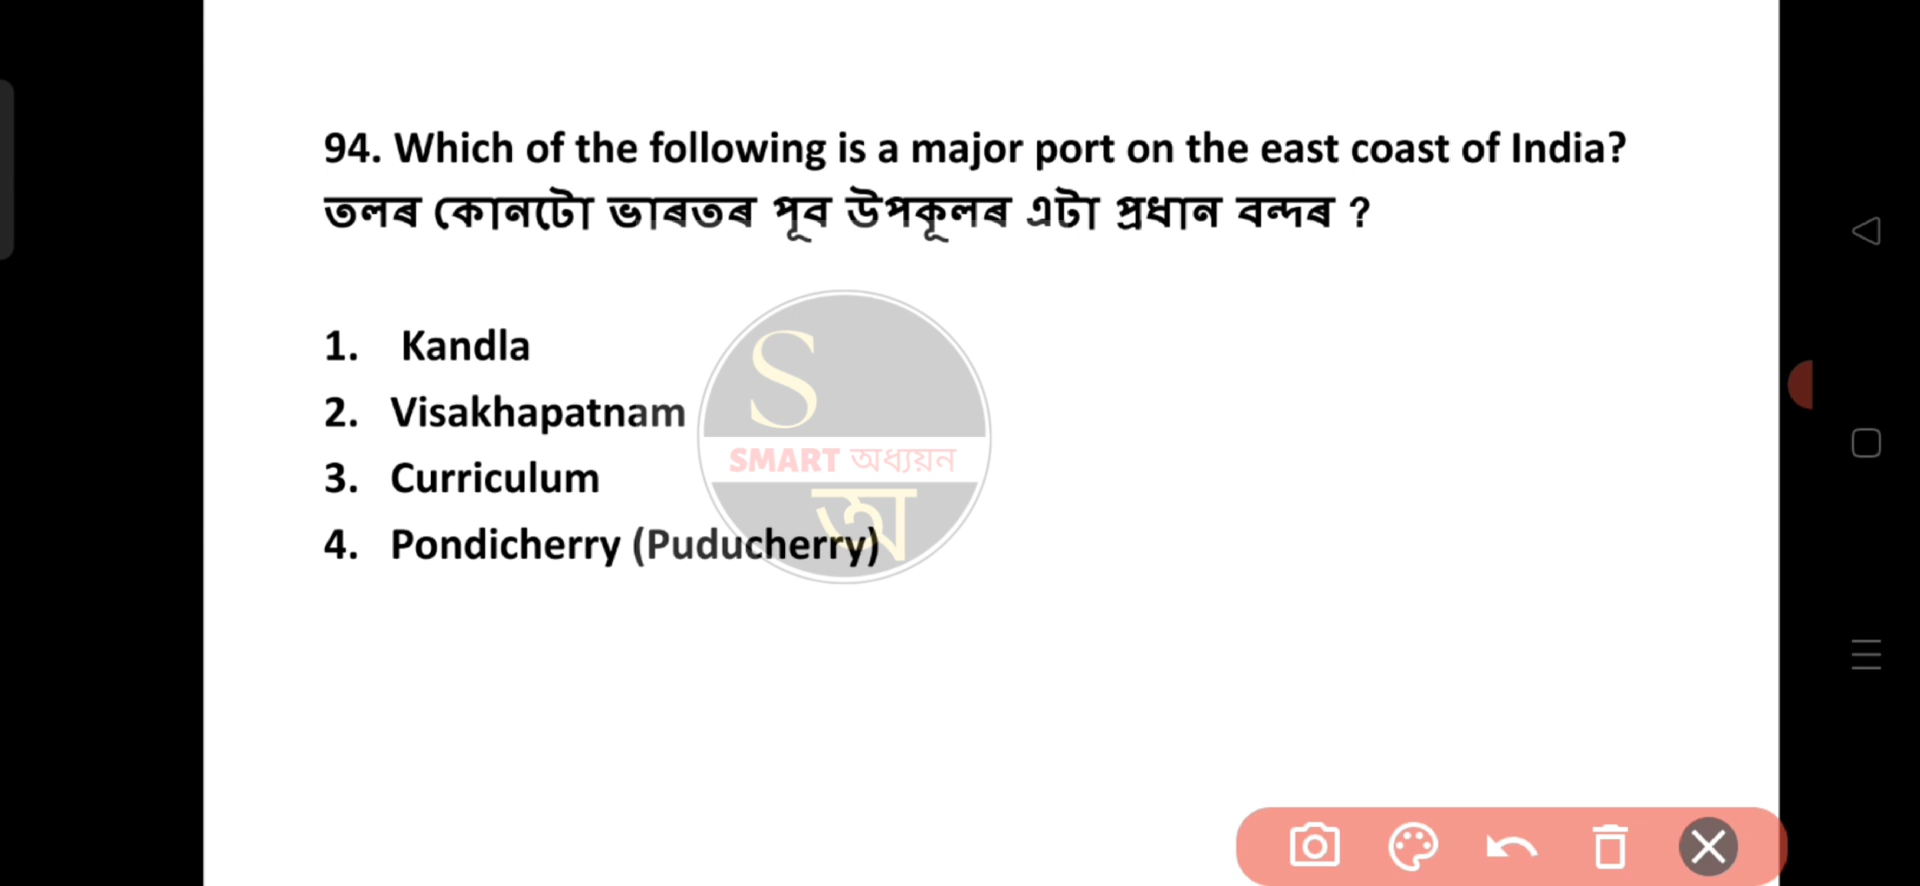 94. Which of the following is a major port on the east coast of India?
তলৰ কোনটো ভাৰতৰ পূব উপকূলৰ এটা প্ৰধান বন্দৰ ?
1. Kandla
2. Visakhapatnam
S
SMART অধ্যয়ন
3. Curriculum
অ
4. Pondicherry (Puducherry)